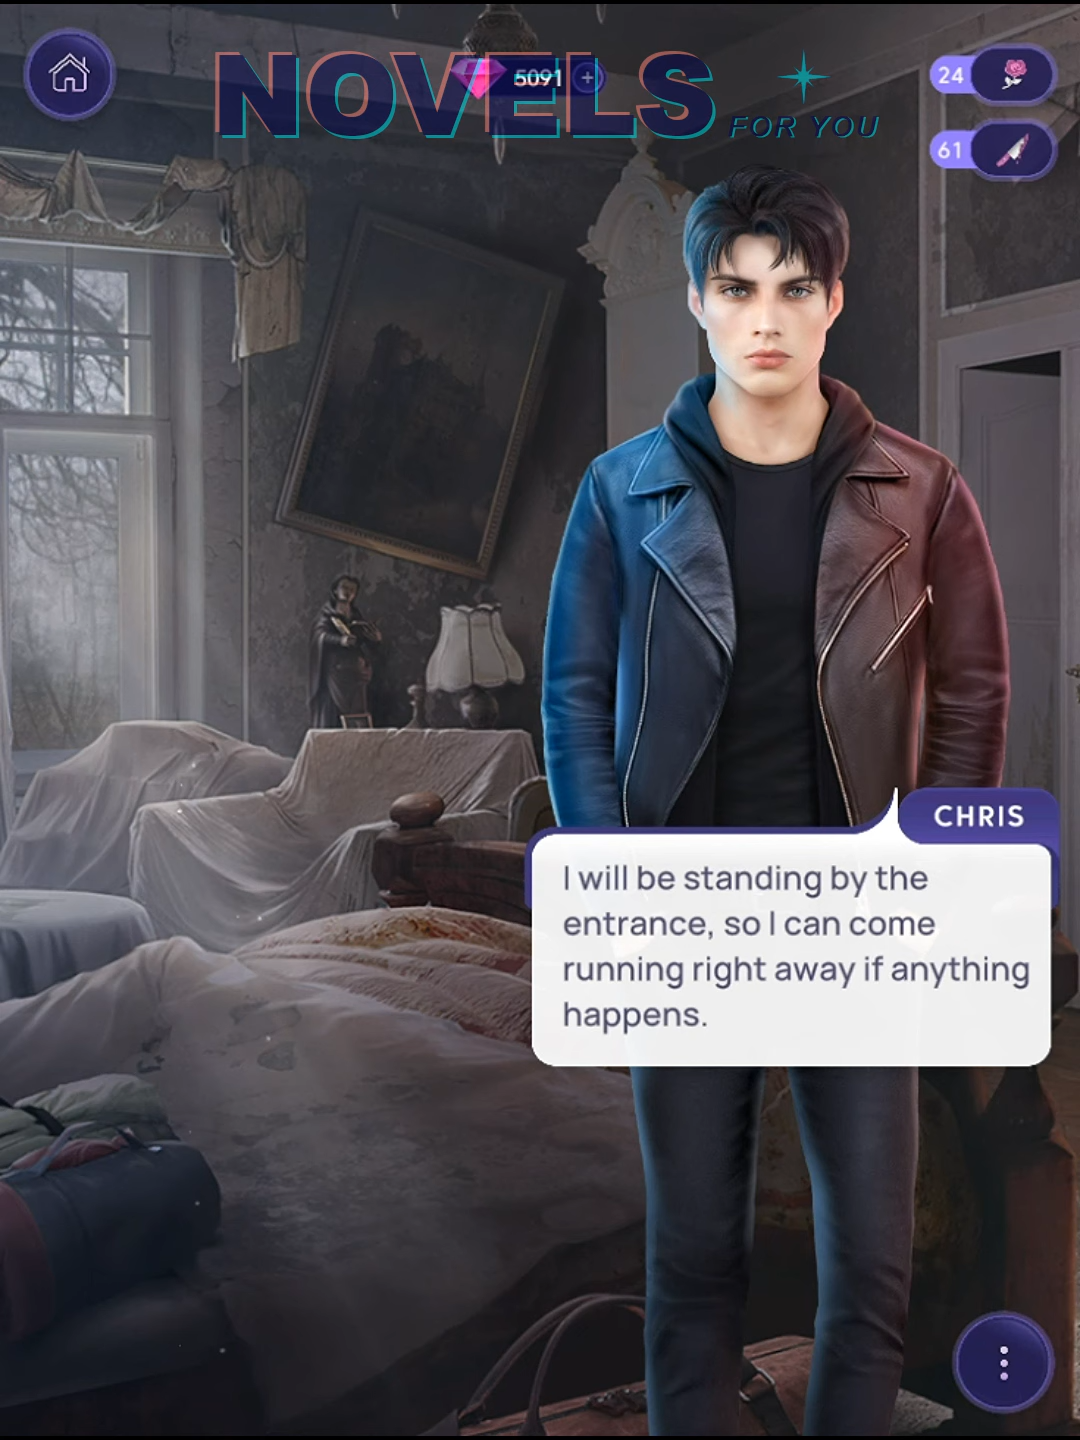 NOVELS
FOR YOU
5091
24
61
CHRIS
I will be standing by the
entrance, so I can come
running right away if anything
happens.